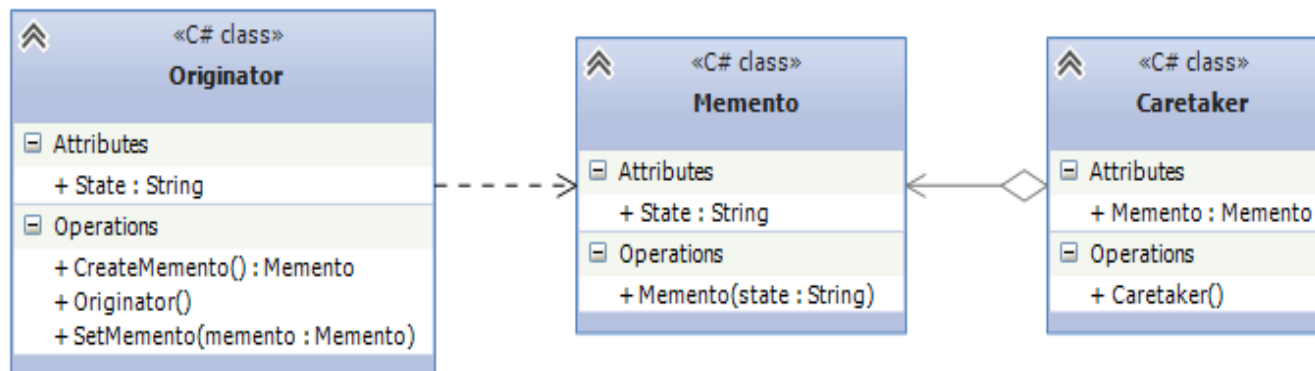 «C# class»
Originator
Attributes
+ State : String
Operations
+ CreateMemento() : Memento
+ Originator()
+ SetMemento(memento : Memento)
«C# class»
Memento
Attributes
+ State : String
Operations
+ Memento(state : String)
«C# class»
Caretaker
Attributes
+ Memento : Memento
Operations
+ Caretaker()